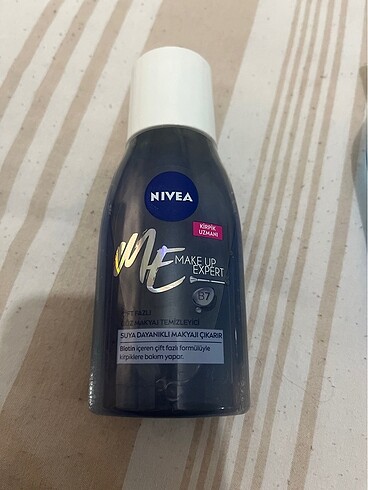 NIVEA
KİRPİK
UZMANI
ME
MAKE UP
EXPERT
B7
MAKYAJ TEMİZLEYİCİ
SUYA DAYANIKLI MAKYAJI ÇIKARIR
Biotin içeren çift fazlı formülüyle
kirpiklere bakım yapar.